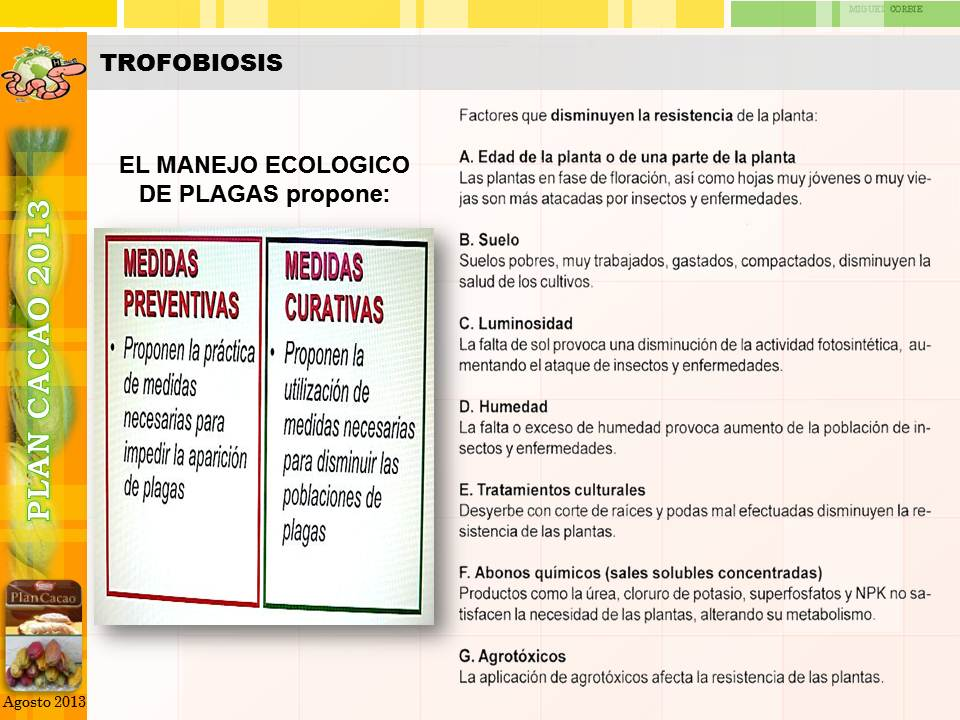 MIGUEL CORBIE
TROFOBIOSIS
PLAN CACAO 2013
Plan Cacao
Agosto 2013
EL MANEJO ECOLOGICO
DE PLAGAS propone:
MEDIDAS
PREVENTIVAS
• Proponen la práctica
de medidas
necesarias para
impedir la aparición
de plagas
MEDIDAS
CURATIVAS
• Proponen la
utilización de
medidas necesarias
para disminuir las
poblaciones de
plagas
Factores que disminuyen la resistencia de la planta:
A. Edad de la planta o de una parte de la planta
Las plantas en fase de floración, así como hojas muy jóvenes o muy vie-
jas son más atacadas por insectos y enfermedades.
B. Suelo
Suelos pobres, muy trabajados, gastados, compactados, disminuyen la
salud de los cultivos.
C. Luminosidad
La falta de sol provoca una disminución de la actividad fotosintética, au-
mentando el ataque de insectos y enfermedades.
D. Humedad
La falta o exceso de humedad provoca aumento de la población de in-
sectos y enfermedades.
E. Tratamientos culturales
Desyerbe con corte de raíces y podas mal efectuadas disminuyen la re-
sistencia de las plantas.
F. Abonos químicos (sales solubles concentradas)
Productos como la úrea, cloruro de potasio, superfosfatos y NPK no sa-
tisfacen la necesidad de las plantas, alterando su metabolismo.
G. Agrotóxicos
La aplicación de agrotóxicos afecta la resistencia de las plantas.